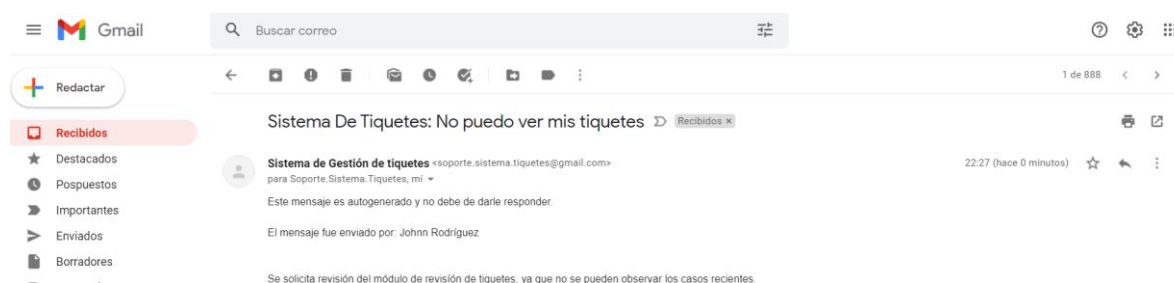 Gmail
Buscar correo
1 de 888
Redactar
Sistema De Tiquetes: No puedo ver mis tiquetes Recibidos x
Recibidos
Destacados
Sistema de Gestión de tiquetes <soporte.sistema.tiquetes@gmail.com> 22:27 (hace 0 minutos)
para Soporte.Sistema.Tiquetes, mí
Pospuestos
Este mensaje es autogenerado y no debe de darle responder.
Importantes
Enviados
El mensaje fue enviado por: Johnn Rodríguez
Borradores
Se solicita revisión del módulo de revisíón de tiquetes, ya que no se pueden observar los casos recientes.